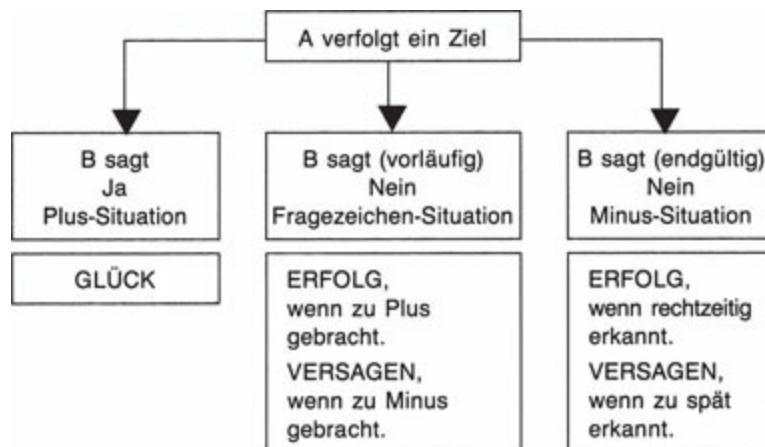 A verfolgt ein Ziel
B sagt
Ja
Plus-Situation
B sagt (vorläufig)
Nein
Fragezeichen-Situation
B sagt (endgültig)
Nein
Minus-Situation
GLÜCK
ERFOLG,
wenn zu Plus
gebracht.
VERSAGEN,
wenn zu Minus
gebracht.
ERFOLG,
wenn rechtzeitig
erkannt.
VERSAGEN,
wenn zu spät
erkannt.